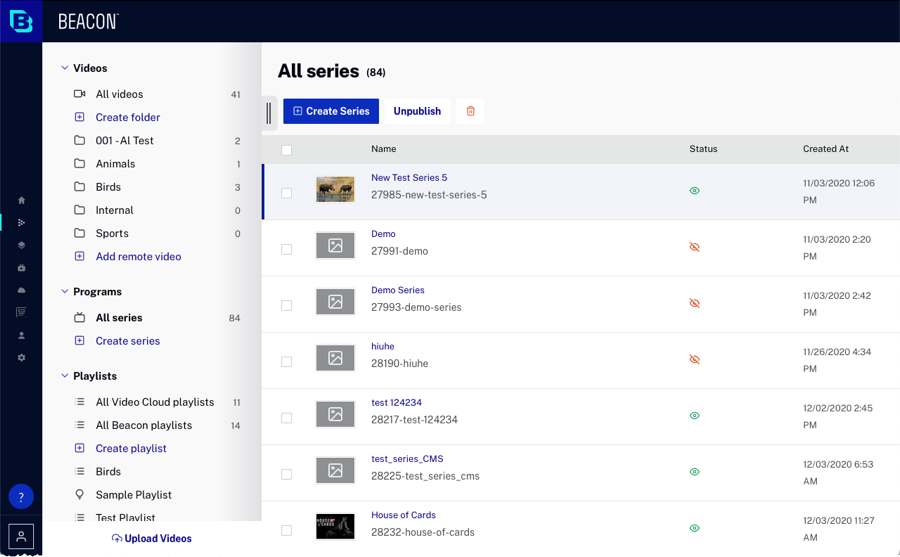 BEACON
Videos
All videos 41
Create folder
001 - Al Test 2
Animals 1
Birds 3
Internal 0
Sports 0
Add remote video
Programs
All series 84
Create series
Playlists
All Video Cloud playlists 11
All Beacon playlists 14
Create playlist
Birds
Sample Playlist
Test Playlist
Upload Videos
?
All series (84)
Create Series Unpublish
Name Status Created At
New Test Series 5
27985-new-test-series-5
11/03/2020 12:06
PM
Demo
27991-demo
11/03/2020 2:20
PM
Demo Series
27993-demo-series
11/03/2020 2:42
PM
hiuhe
28190-hiuhe
11/26/2020 4:34
PM
test 124234
28217-test-124234
12/02/2020 2:45
PM
test_series_CMS
28225-test_series_cms
12/03/2020 6:53
AM
HOUSE of CARDS
House of Cards
28232-house-of-cards
12/03/2020 11:27
AM